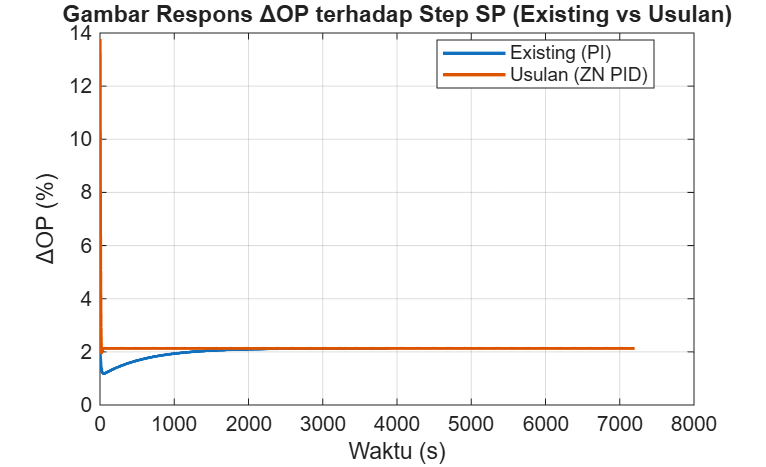 Gambar Respons ΔOP terhadap Step SP (Existing vs Usulan)
14
12
10
8
6
4
2
0
ΔOP (%)
Existing (PI)
Usulan (ZN PID)
0 1000 2000 3000 4000 5000 6000 7000 8000
Waktu (s)